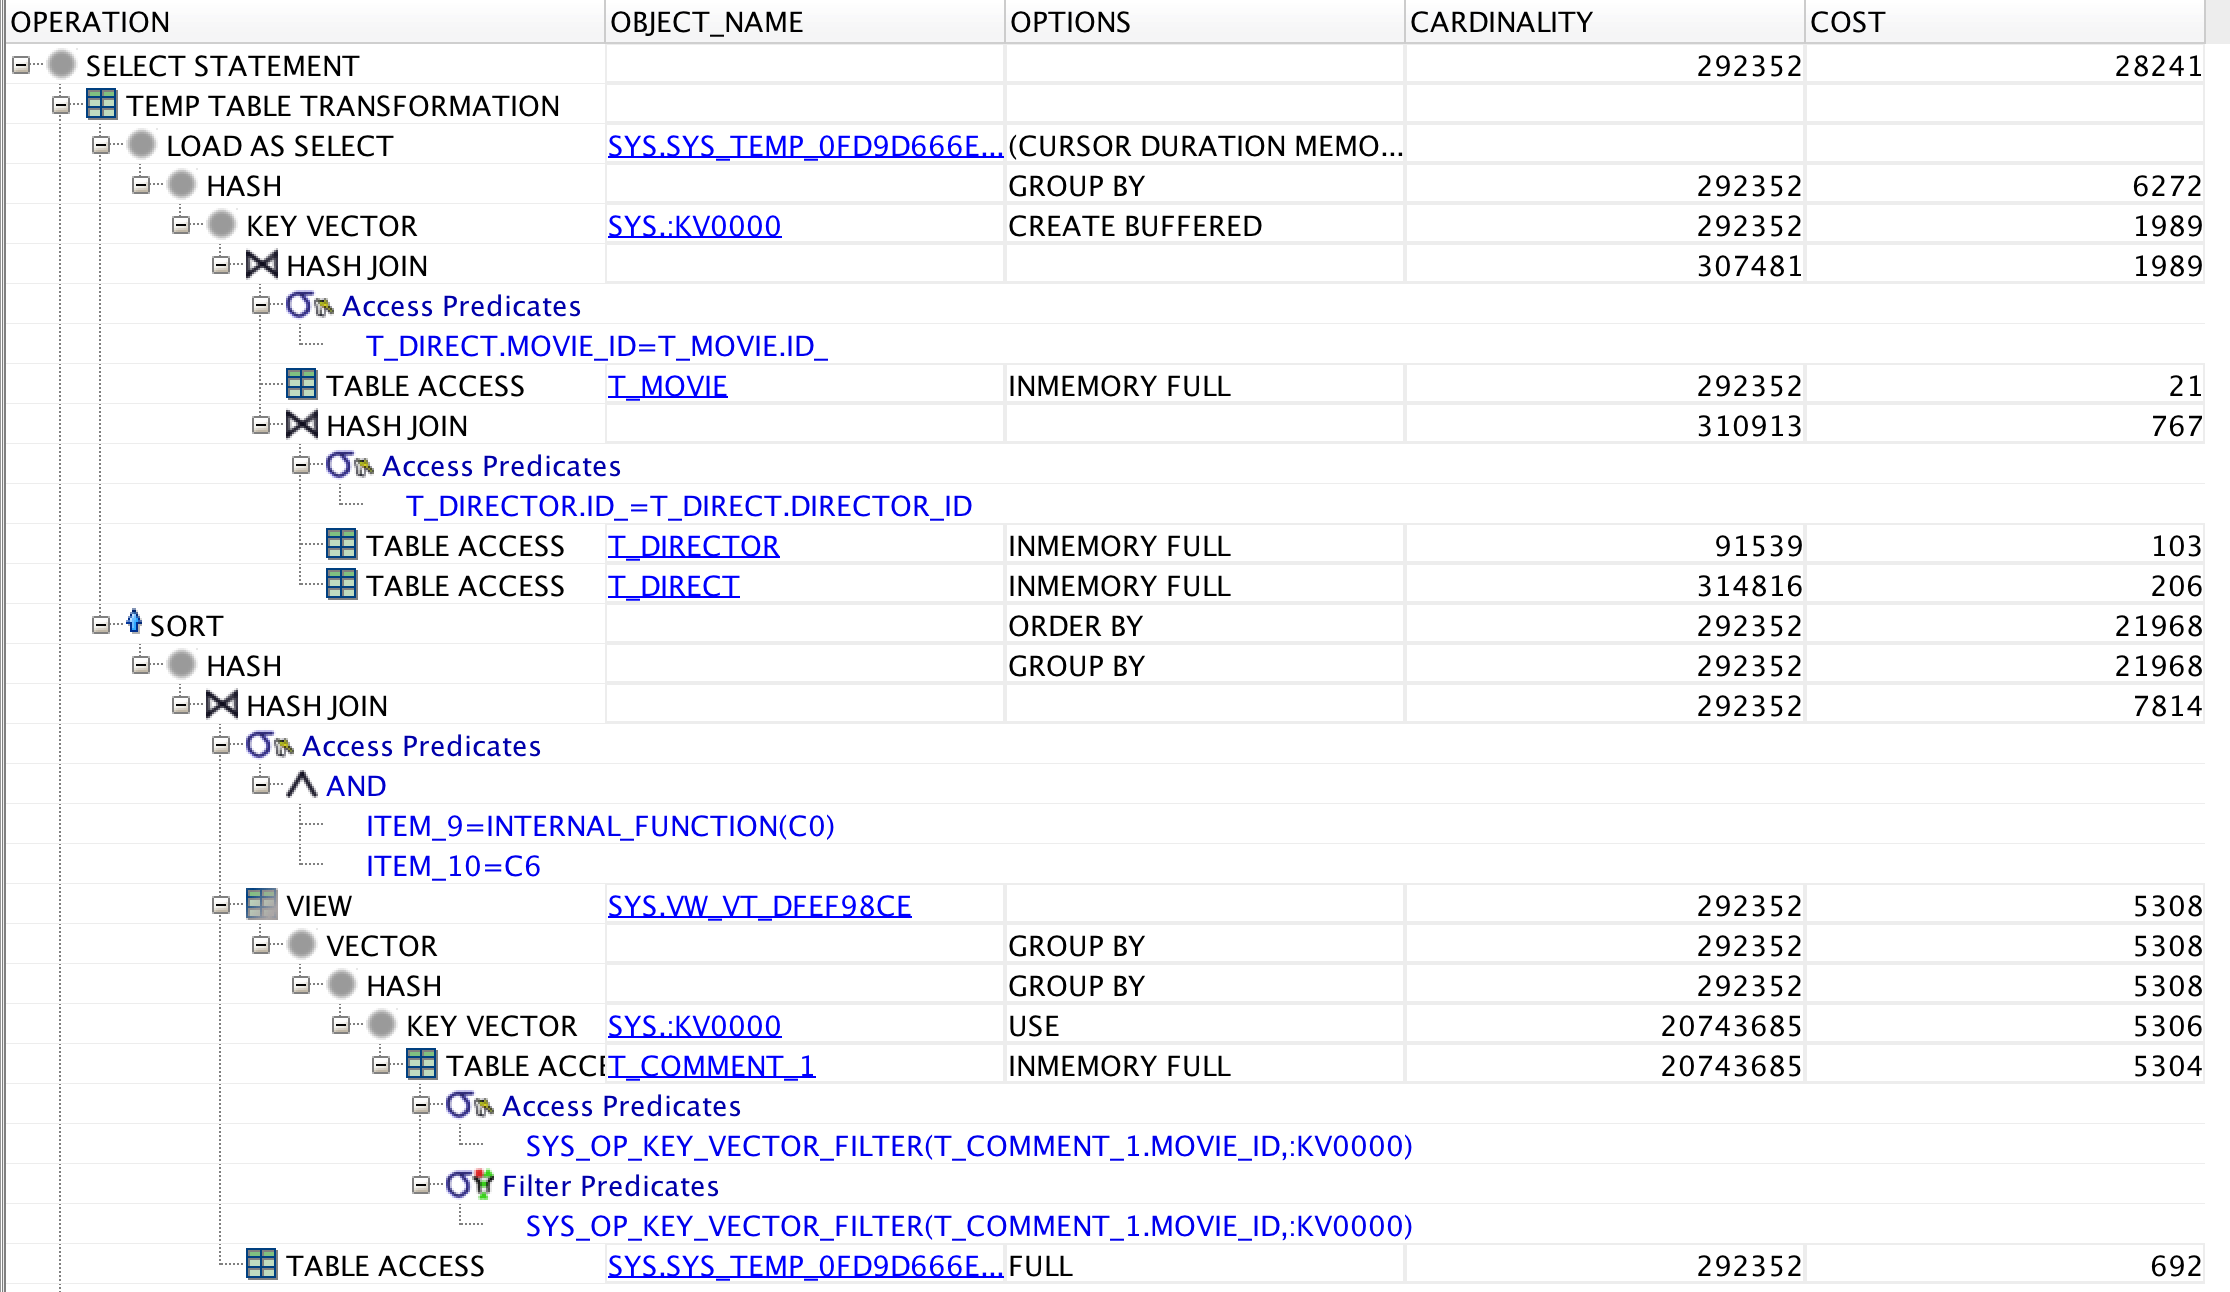 OPERATION OBJECT_NAME OPTIONS CARDINALITY COST
SELECT STATEMENT 292352 28241
TEMP TABLE TRANSFORMATION
LOAD AS SELECT SYS.SYS_TEMP_0FD9D666E... (CURSOR DURATION MEMO...
HASH GROUP BY 292352 6272
KEY VECTOR SYS.:KV0000 CREATE BUFFERED 292352 1989
HASH JOIN 307481 1989
Access Predicates
T_DIRECT.MOVIE_ID=T_MOVIE.ID_
TABLE ACCESS T_MOVIE INMEMORY FULL 292352 21
HASH JOIN 310913 767
Access Predicates
T_DIRECTOR.ID_=T_DIRECT.DIRECTOR_ID
TABLE ACCESS T_DIRECTOR INMEMORY FULL 91539 103
TABLE ACCESS T_DIRECT INMEMORY FULL 314816 206
SORT ORDER BY 292352 21968
HASH GROUP BY 292352 21968
HASH JOIN 292352 7814
Access Predicates
AND
ITEM_9=INTERNAL_FUNCTION(C0)
ITEM_10=C6
VIEW SYS.VW_VT_DFEF98CE 292352 5308
VECTOR GROUP BY 292352 5308
HASH GROUP BY 292352 5308
KEY VECTOR SYS.:KV0000 USE 20743685 5306
TABLE ACCE T_COMMENT_1 INMEMORY FULL 20743685 5304
Access Predicates
SYS_OP_KEY_VECTOR_FILTER(T_COMMENT_1.MOVIE_ID,:KV0000)
Filter Predicates
SYS_OP_KEY_VECTOR_FILTER(T_COMMENT_1.MOVIE_ID,:KV0000)
TABLE ACCESS SYS.SYS_TEMP_0FD9D666E... FULL 292352 692